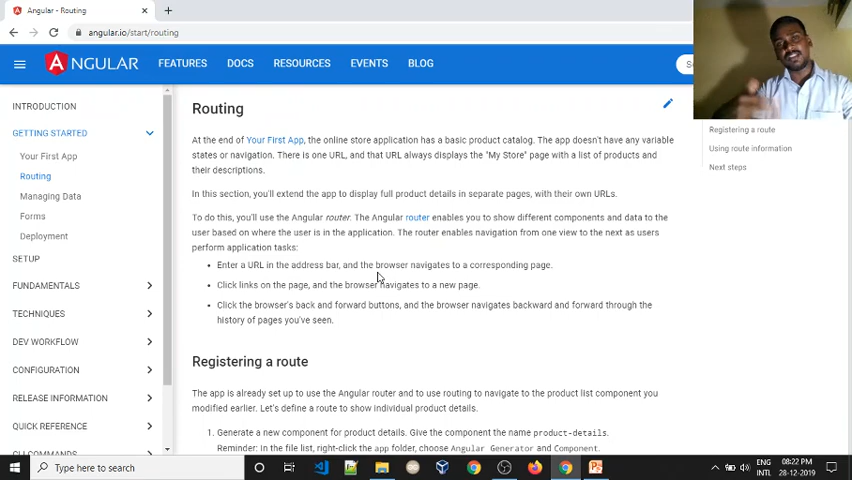 Angular - Routing
angular.io/start/routing
NGULAR
FEATURES
DOCS
RESOURCES
EVENTS
BLOG
INTRODUCTION
GETTING STARTED
Your First App
Routing
Managing Data
Forms
Deployment
SETUP
FUNDAMENTALS
TECHNIQUES
DEV WORKFLOW
CONFIGURATION
RELEASE INFORMATION
QUICK REFERENCE
CLI COMMANDS
Routing
At the end of Your First App, the online store application has a basic product catalog. The app doesn't have any variable
states or navigation. There is one URL, and that URL always displays the "My Store" page with a list of products and
their descriptions.
In this section, you'll extend the app to display full product details in separate pages, with their own URLs.
To do this, you'll use the Angular router. The Angular router enables you to show different components and data to the
user based on where the user is in the application. The router enables navigation from one view to the next as users
perform application tasks:
• Enter a URL in the address bar, and the browser navigates to a corresponding page.
• Click links on the page, and the browser navigates to a new page.
• Click the browser's back and forward buttons, and the browser navigates backward and forward through the
history of pages you've seen.
Registering a route
The app is already set up to use the Angular router and to use routing to navigate to the product list component you
modified earlier. Let's define a route to show individual product details.
1. Generate a new component for product details. Give the component the name product-details.
Reminder: In the file list, right-click the app folder, choose Angular Generator and Component.
Registering a route
Using route information
Next steps
Type here to search
ENG
INTL
08:22 PM
28-12-2019